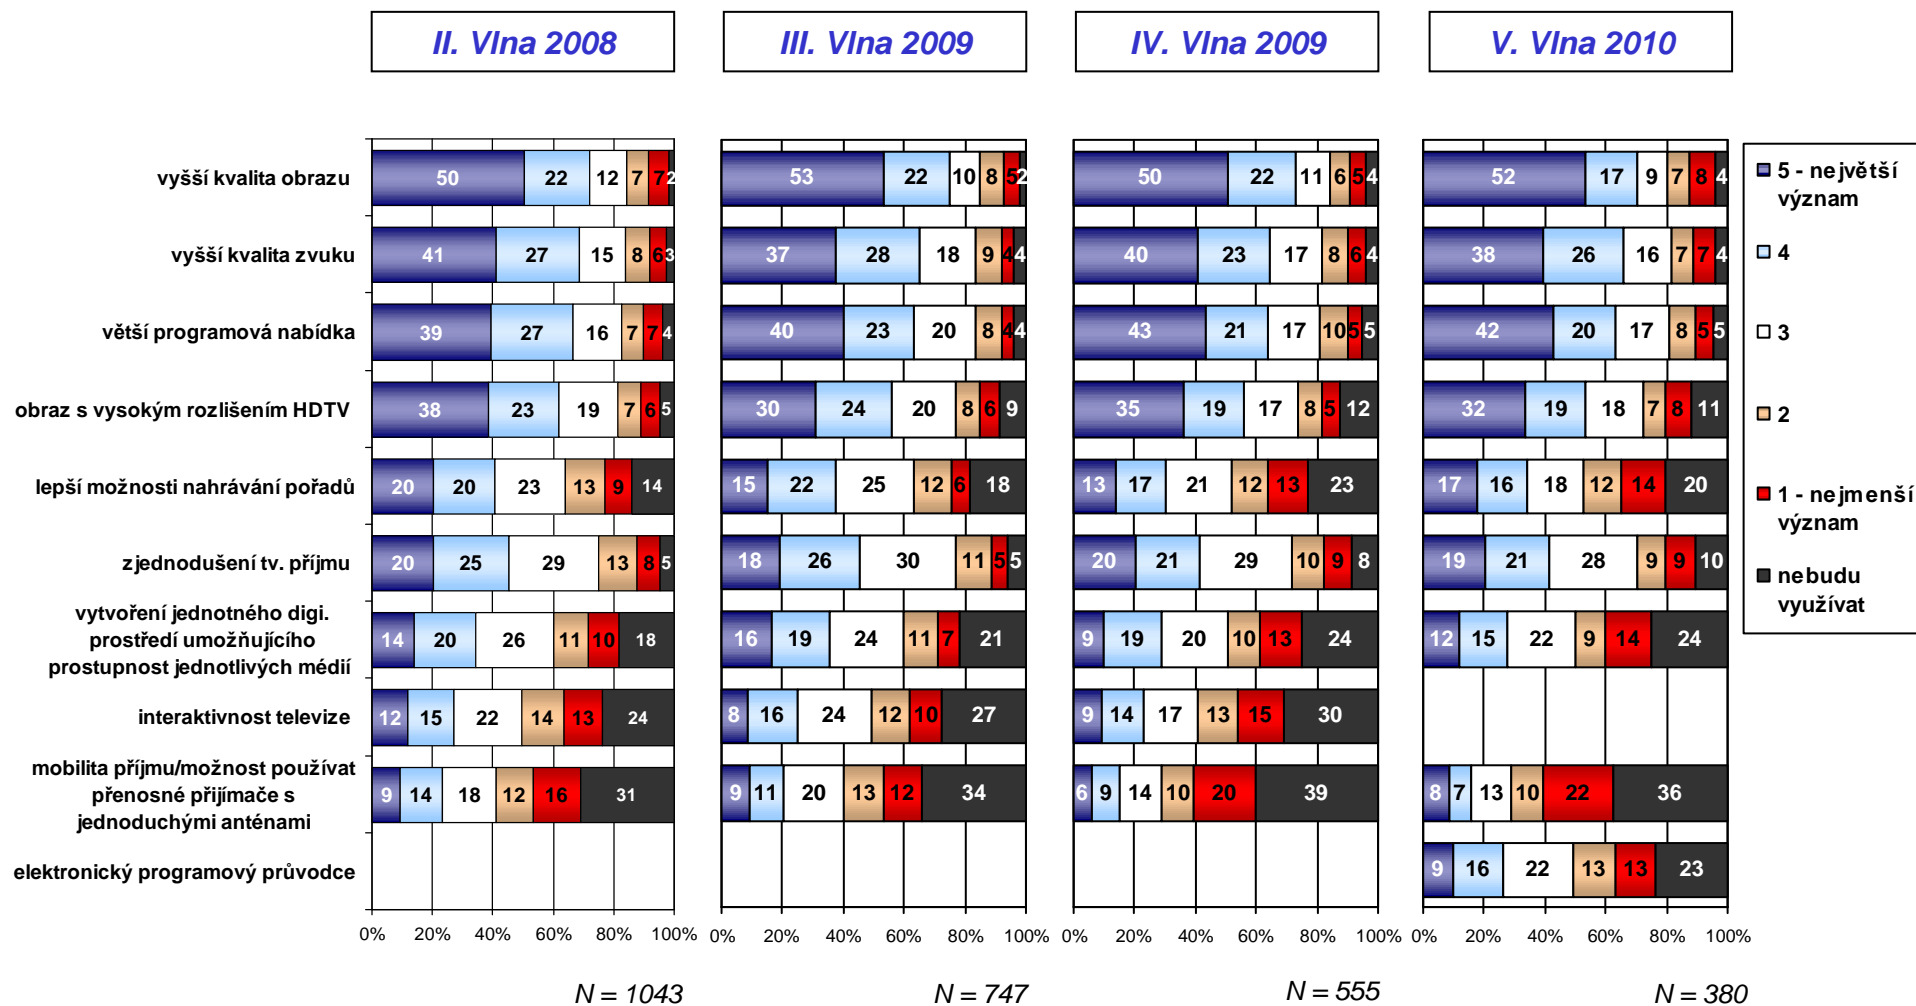 II. Vlna 2008
III. Vlna 2009
IV. Vlna 2009
V. Vlna 2010
vyšší kvalita obrazu
50 22 12 7 7 2
53 22 10 8 5 2
50 22 11 6 5 4
52 17 9 7 8 4
vyšší kvalita zvuku
41 27 15 8 6 3
37 28 18 9 4 4
40 23 17 8 6 4
38 26 16 7 7 4
větší programová nabídka
39 27 16 7 7 4
40 23 20 8 4 4
43 21 17 10 5 5
42 20 17 8 5 5
obraz s vysokým rozlišením HDTV
38 23 19 7 6 5
30 24 20 8 6 9
35 19 17 8 5 12
32 19 18 7 8 11
lepší možnosti nahrávání pořadů
20 20 23 13 9 14
15 22 25 12 6 18
13 17 21 12 13 23
17 16 18 12 14 20
zjednodušení tv. příjmu
20 25 29 13 8 5
18 26 30 11 5 5
20 21 29 10 9 8
19 21 28 9 9 10
vytvoření jednotného digi.
prostředí umožňujícího
prostupnost jednotlivých médií
14 20 26 11 10 18
16 19 24 11 7 21
9 19 20 10 13 24
12 15 22 9 14 24
interaktivnost televize
12 15 22 14 13 24
8 16 24 12 10 27
9 14 17 13 15 30
mobilita příjmu/možnost používat
přenosné přijímače s
jednoduchými anténami
9 14 18 12 16 31
9 11 20 13 12 34
6 9 14 10 20 39
8 7 13 10 22 36
elektronický programový průvodce
9 16 22 13 13 23
0% 20% 40% 60% 80% 100%
0% 20% 40% 60% 80% 100%
0% 20% 40% 60% 80% 100%
0% 20% 40% 60% 80% 100%
N = 1043
N = 747
N = 555
N = 380
5 - největší
význam
4
3
2
1 - nejmenší
význam
nebudu
využívat